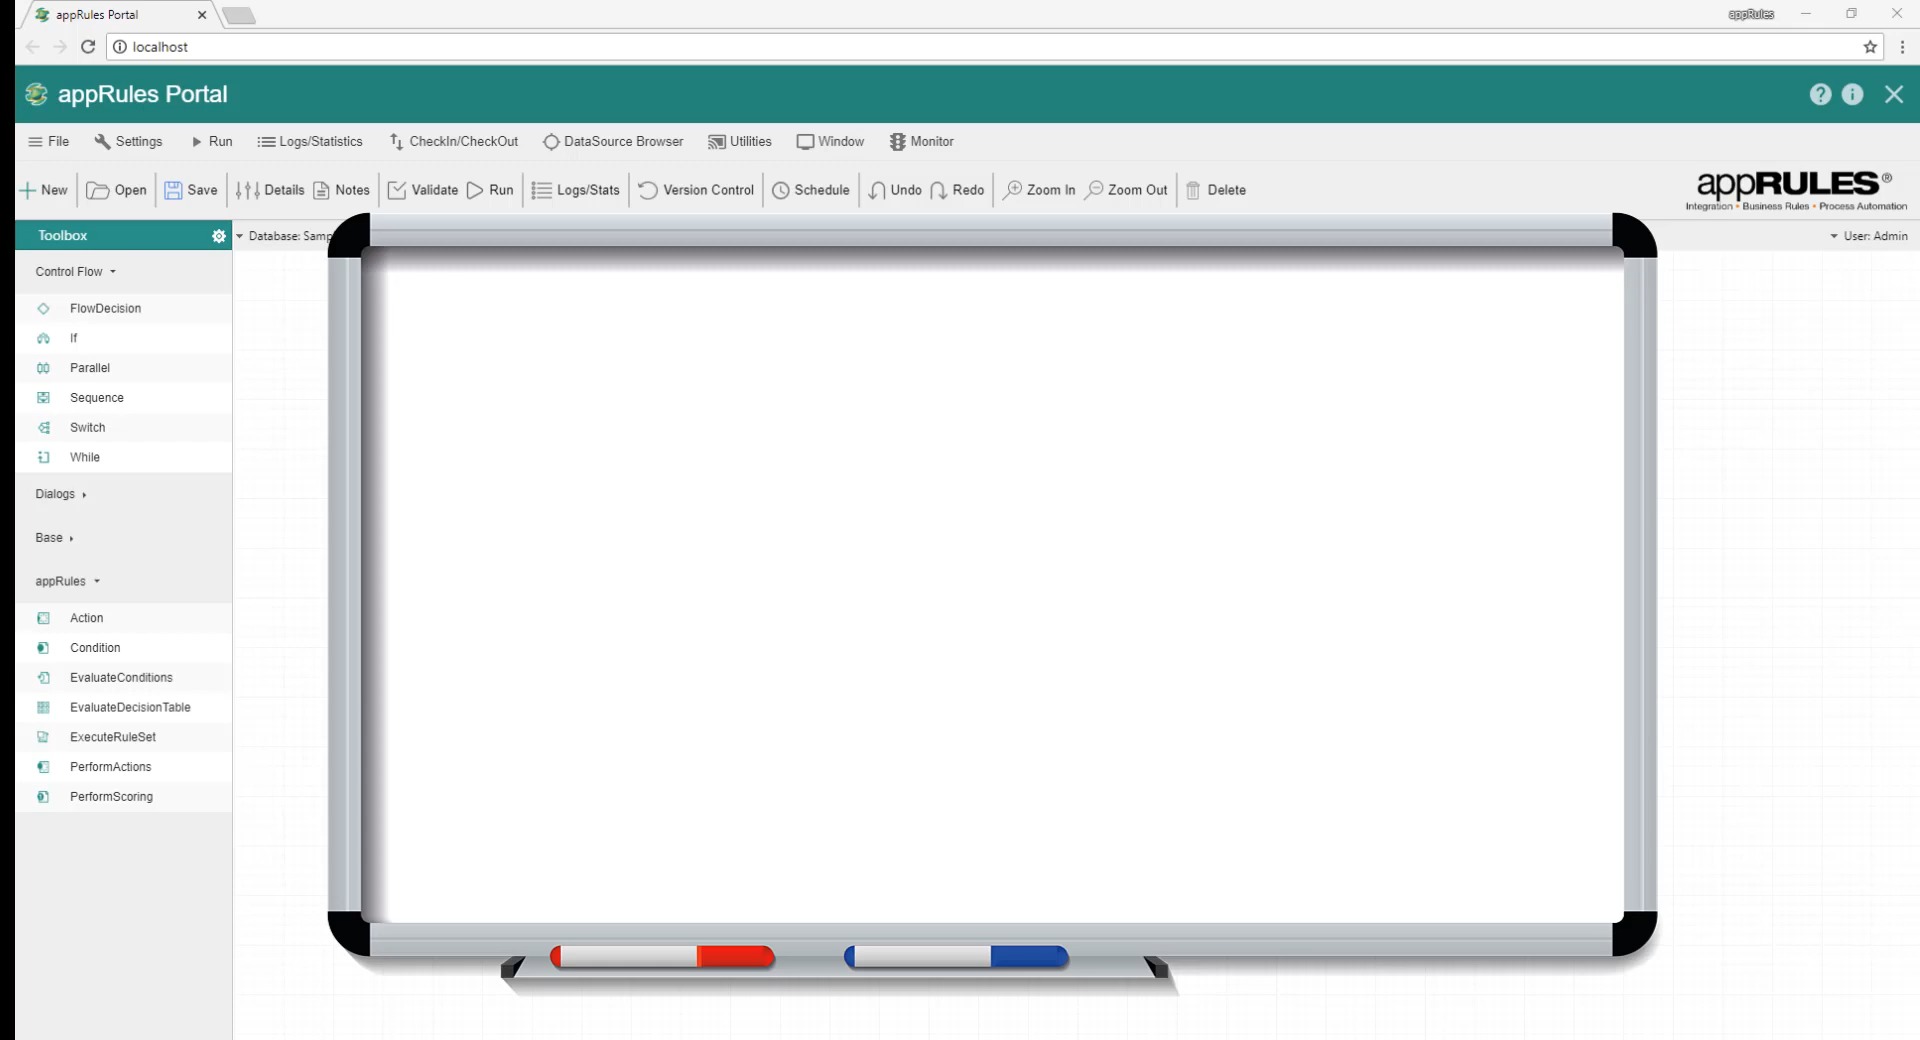 appRules Portal
appRules
localhost
appRules Portal
File Settings Run Logs/Statistics CheckIn/CheckOut DataSource Browser Utilities Window Monitor
New Open Save Details Notes Validate Run Logs/Stats Version Control Schedule Undo Redo Zoom In Zoom Out Delete
appRULES®
Integration • Business Rules • Process Automation
Toolbox
Database: Samp
User: Admin
Control Flow
FlowDecision
If
Parallel
Sequence
Switch
While
Dialogs
Base
appRules
Action
Condition
EvaluateConditions
EvaluateDecisionTable
ExecuteRuleSet
PerformActions
PerformScoring